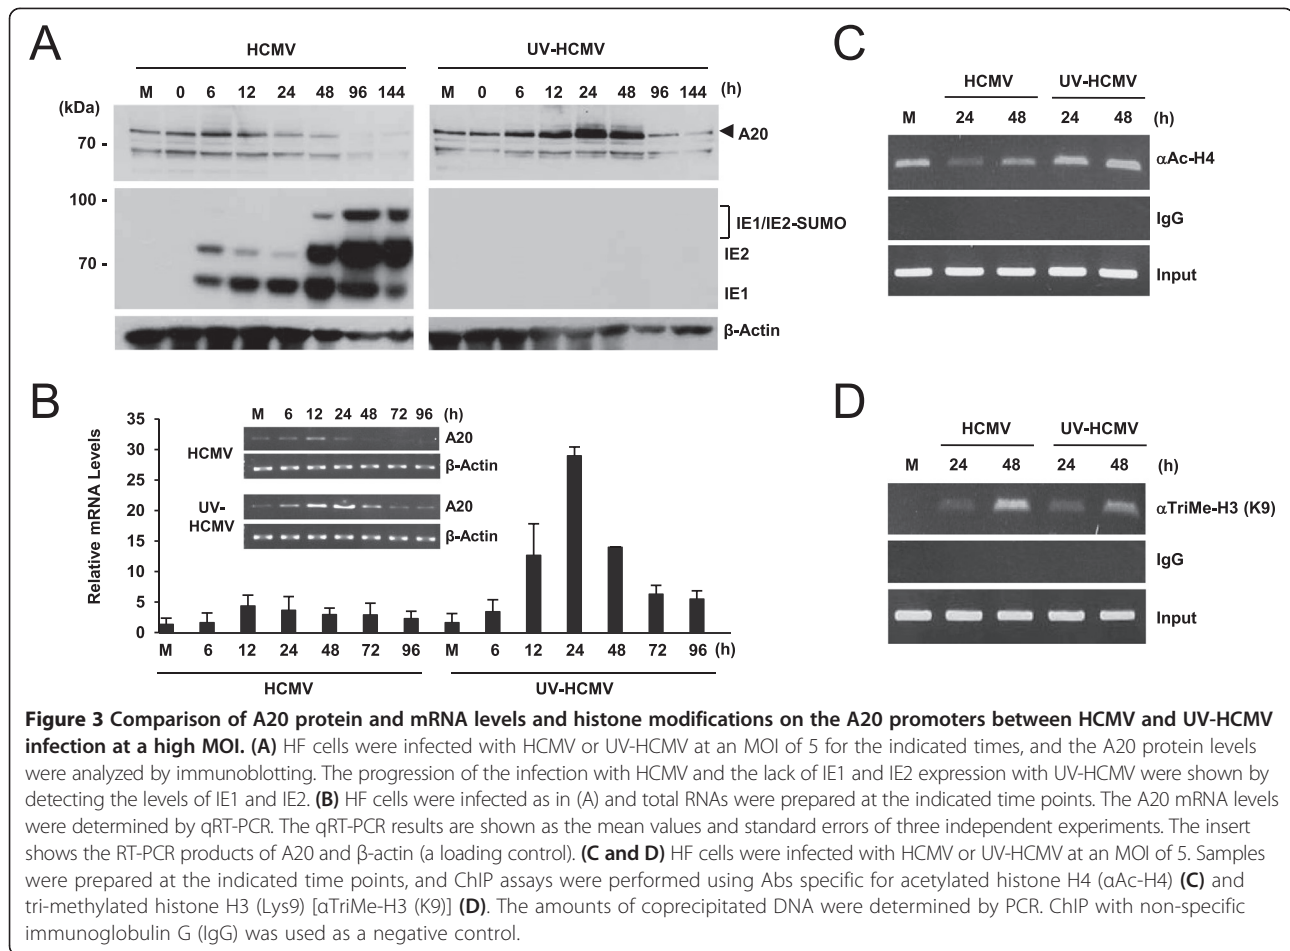 A
HCMV
UV-HCMV
M 0 6 12 24 48 96 144
M 0 6 12 24 48 96 144 (h)
(kDa)
70 -
A20
100 -
70 -
IE1/IE2-SUMO
IE2
IE1
β-Actin
B
Relative mRNA Levels
35
30
25
20
15
10
5
0
M 6 12 24 48 72 96 (h)
HCMV
A20
β-Actin
UV-
HCMV
A20
β-Actin
M 6 12 24 48 72 96 M 6 12 24 48 72 96 (h)
HCMV
UV-HCMV
C
HCMV UV-HCMV
M 24 48 24 48 (h)
αAc-H4
IgG
Input
D
HCMV UV-HCMV
M 24 48 24 48 (h)
αTriMe-H3 (K9)
IgG
Input
Figure 3 Comparison of A20 protein and mRNA levels and histone modifications on the A20 promoters between HCMV and UV-HCMV
infection at a high MOI. (A) HF cells were infected with HCMV or UV-HCMV at an MOI of 5 for the indicated times, and the A20 protein levels
were analyzed by immunoblotting. The progression of the infection with HCMV and the lack of IE1 and IE2 expression with UV-HCMV were shown by
detecting the levels of IE1 and IE2. (B) HF cells were infected as in (A) and total RNAs were prepared at the indicated time points. The A20 mRNA levels
were determined by qRT-PCR. The qRT-PCR results are shown as the mean values and standard errors of three independent experiments. The insert
shows the RT-PCR products of A20 and β-actin (a loading control). (C and D) HF cells were infected with HCMV or UV-HCMV at an MOI of 5. Samples
were prepared at the indicated time points, and ChIP assays were performed using Abs specific for acetylated histone H4 (αAc-H4) (C) and
tri-methylated histone H3 (Lys9) [αTriMe-H3 (K9)] (D). The amounts of coprecipitated DNA were determined by PCR. ChIP with non-specific
immunoglobulin G (IgG) was used as a negative control.